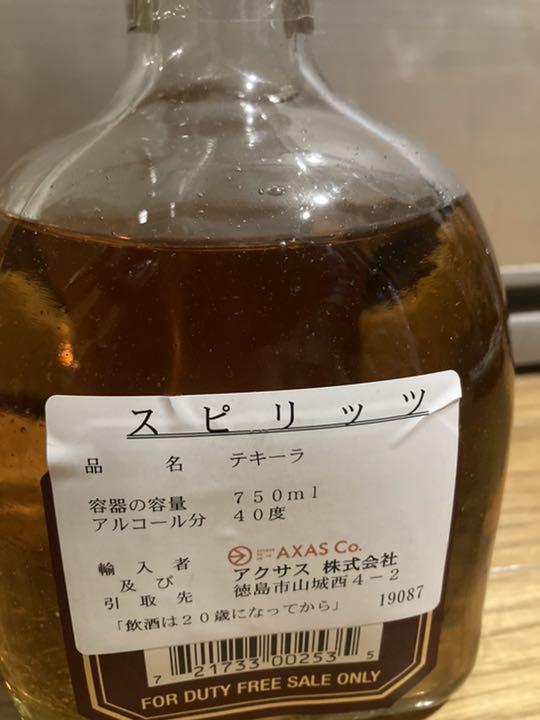 スピリッツ
品名 テキーラ
容器の容量 750ml
アルコール分 40度
輸入者及び引取先
AXAS Co.
アクサス 株式会社
徳島市山城西4-2
19087
「飲酒は20歳になってから」
7 21733 00253 5
FOR DUTY FREE SALE ONLY